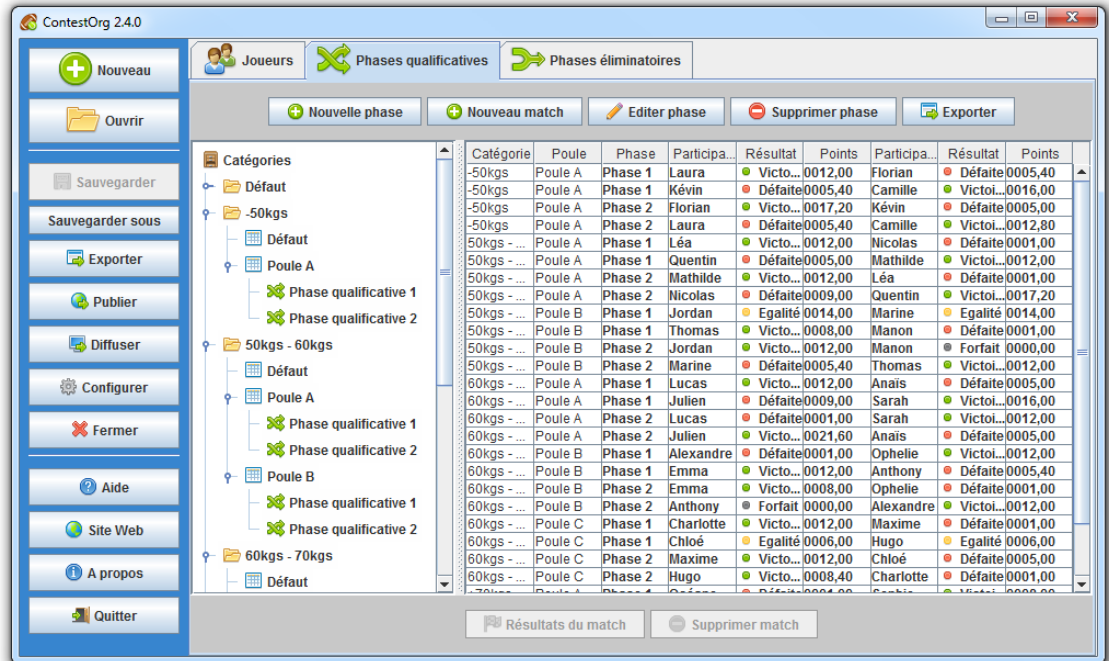 ContestOrg 2.4.0
Nouveau
Ouvrir
Sauvegarder
Sauvegarder sous
Exporter
Publier
Diffuser
Configurer
Fermer
Aide
Site Web
A propos
Quitter
Joueurs Phases qualificatives Phases éliminatoires
Nouvelle phase Nouveau match Editer phase Supprimer phase Exporter
Catégories
Défaut
-50kgs
Défaut
Poule A
Phase qualificative 1
Phase qualificative 2
50kgs - 60kgs
Défaut
Poule A
Phase qualificative 1
Phase qualificative 2
Poule B
Phase qualificative 1
Phase qualificative 2
60kgs - 70kgs
Défaut
Catégorie Poule Phase Participa... Résultat Points Participa... Résultat Points
-50kgs Poule A Phase 1 Laura Victo... 0012,00 Florian Défaite 0005,40
-50kgs Poule A Phase 1 Kévin Défaite 0005,40 Camille Victoi... 0016,00
-50kgs Poule A Phase 2 Florian Victo... 0017,20 Kévin Défaite 0005,00
-50kgs Poule A Phase 2 Laura Défaite 0005,40 Camille Victoi... 0012,80
50kgs - ... Poule A Phase 1 Léa Victo... 0012,00 Nicolas Défaite 0001,00
50kgs - ... Poule A Phase 1 Quentin Défaite 0005,00 Mathilde Victoi... 0012,00
50kgs - ... Poule A Phase 2 Mathilde Victo... 0012,00 Léa Défaite 0001,00
50kgs - ... Poule A Phase 2 Nicolas Défaite 0009,00 Quentin Victoi... 0017,20
50kgs - ... Poule B Phase 1 Jordan Egalité 0014,00 Marine Egalité 0014,00
50kgs - ... Poule B Phase 1 Thomas Victo... 0008,00 Manon Défaite 0001,00
50kgs - ... Poule B Phase 2 Jordan Victo... 0012,00 Manon Forfait 0000,00
50kgs - ... Poule B Phase 2 Marine Défaite 0005,40 Thomas Victoi... 0012,00
60kgs - ... Poule A Phase 1 Lucas Victo... 0012,00 Anaïs Défaite 0005,00
60kgs - ... Poule A Phase 1 Julien Défaite 0009,00 Sarah Victoi... 0016,00
60kgs - ... Poule A Phase 2 Lucas Défaite 0001,00 Sarah Victoi... 0012,00
60kgs - ... Poule A Phase 2 Julien Victo... 0021,60 Anaïs Défaite 0005,00
60kgs - ... Poule B Phase 1 Alexandre Défaite 0001,00 Ophelie Victoi... 0012,00
60kgs - ... Poule B Phase 1 Emma Victo... 0012,00 Anthony Défaite 0005,40
60kgs - ... Poule B Phase 2 Emma Victo... 0008,00 Ophelie Défaite 0001,00
60kgs - ... Poule B Phase 2 Anthony Forfait 0000,00 Alexandre Victoi... 0012,00
60kgs - ... Poule C Phase 1 Charlotte Victo... 0012,00 Maxime Défaite 0001,00
60kgs - ... Poule C Phase 1 Chloé Egalité 0006,00 Hugo Egalité 0006,00
60kgs - ... Poule C Phase 2 Maxime Victo... 0012,00 Chloé Défaite 0005,00
60kgs - ... Poule C Phase 2 Hugo Victo... 0008,40 Charlotte Défaite 0001,00
Résultats du match Supprimer match